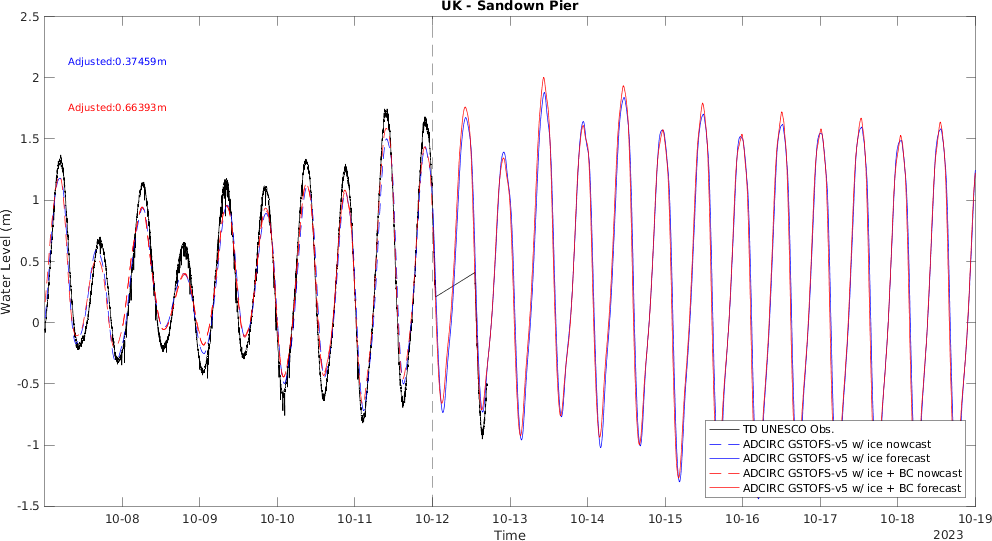 UK - Sandown Pier
2.5
2
1.5
1
0.5
0
-0.5
-1
-1.5
Water Level (m)
Adjusted:0.37459m
Adjusted:0.66393m
TD UNESCO Obs.
ADCIRC GSTOFS-v5 w/ ice nowcast
ADCIRC GSTOFS-v5 w/ ice forecast
ADCIRC GSTOFS-v5 w/ ice + BC nowcast
ADCIRC GSTOFS-v5 w/ ice + BC forecast
10-08 10-09 10-10 10-11 10-12 10-13 10-14 10-15 10-16 10-17 10-18 10-19
Time
2023